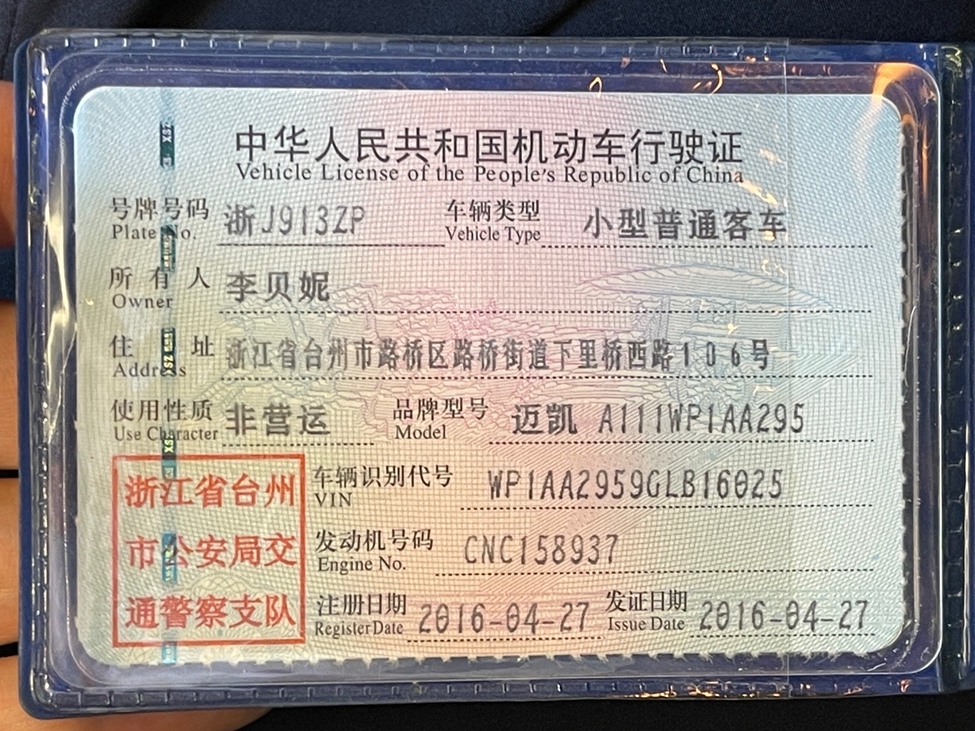 中华人民共和国机动车行驶证
Vehicle License of the People's Republic of China
号牌号码 浙J913ZP 车辆类型 小型普通客车
Plate No. Vehicle Type
所有人 李贝妮
Owner
住址 浙江省台州市路桥区路桥街道下里桥西路106号
Address
使用性质 非营运 品牌型号 迈凯 A111WP1AA295
Use Character Model
浙江省台州 车辆识别代号 WP1AA2959GLB16025
VIN
市公安局交 发动机号码 CNC158937
Engine No.
通警察支队 注册日期 2016-04-27 发证日期 2016-04-27
Register Date Issue Date